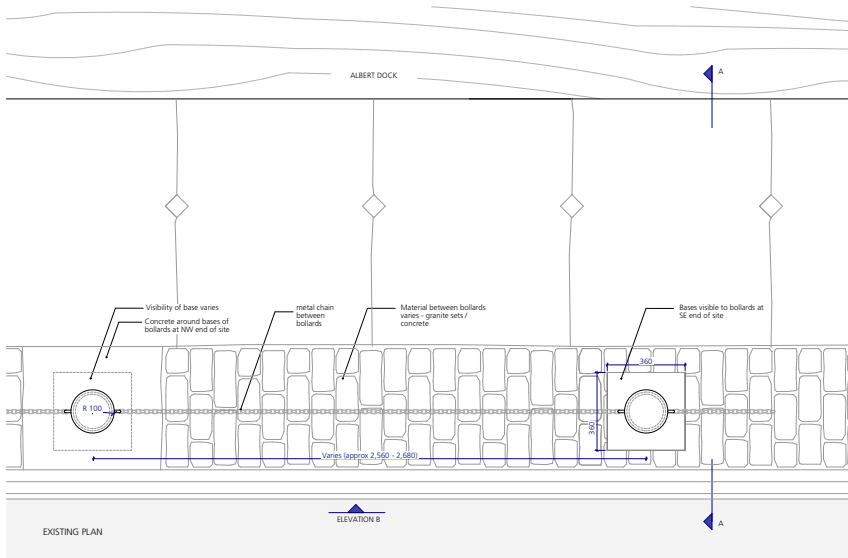 ALBERT DOCK
A
Visibility of base varies
Concrete around bases of
bollards at NW end of site
metal chain
between
bollards
Material between bollards
varies - granite sets /
concrete
Bases visible to bollards at
SE end of site
360
R 100
360
Varies (approx 2,560 - 2,680)
ELEVATION B
A
EXISTING PLAN